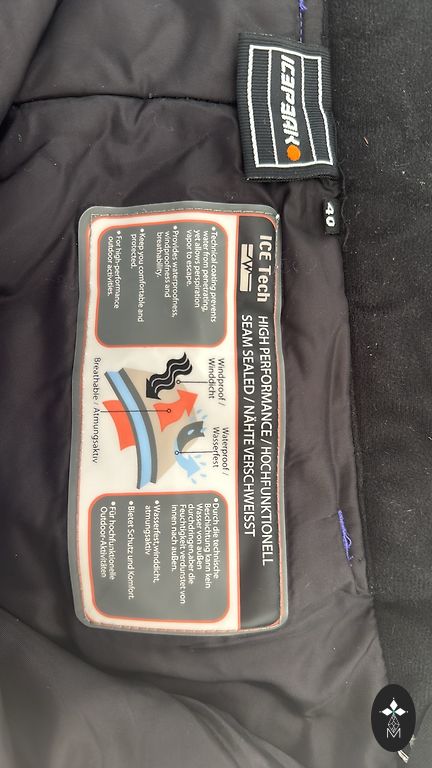 ICEPEAK
40
ICE Tech
HIGH PERFORMANCE / HOCHFUNKTIONELL
SEAM SEALED / NÄHTE VERSCHWEISST
• Technical coating prevents
water from penetrating,
yet allows perspiration
vapor to escape.
• Provides waterproofness,
windproofness and
breathability.
• Keep you comfortable and
protected.
• For high-performance
outdoor activities.
Windproof /
Winddicht
Waterproof /
Wasserfest
Breathable / Atmungsaktiv
• Durch die technische
Beschichtung kann kein
Wasser von außen
durchdringen, aber die
Feuchtigkeit verdunstet von
innen nach außen.
• Wasserfest, winddicht,
atmungsaktiv
• Bietet Schutz und Komfort.
• Für hochfunktionelle
Outdoor-Aktivitäten
M